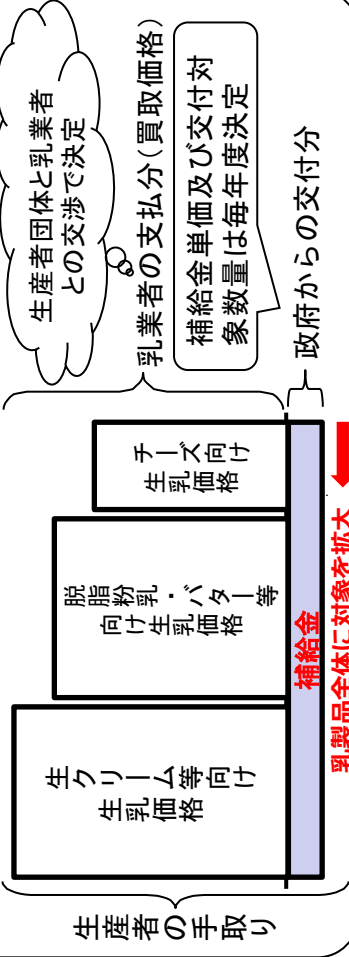 生産者の手取り
生クリーム等向け
生乳価格
脱脂粉乳・バター等
向け生乳価格
チーズ向け
生乳価格
補給金
乳製品全体に対象を拡大
生産者団体と乳業者
との交渉で決定
乳業者の支払分(買取価格)
補給金単価及び交付対
象数量は毎年度決定
政府からの交付分